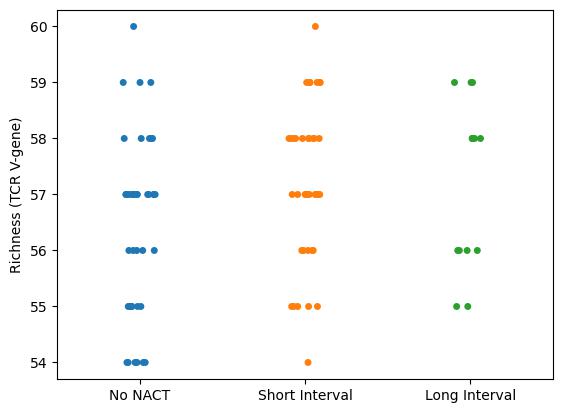 60
59
58
57
56
55
54
Richness (TCR V-gene)
No NACT
Short Interval
Long Interval